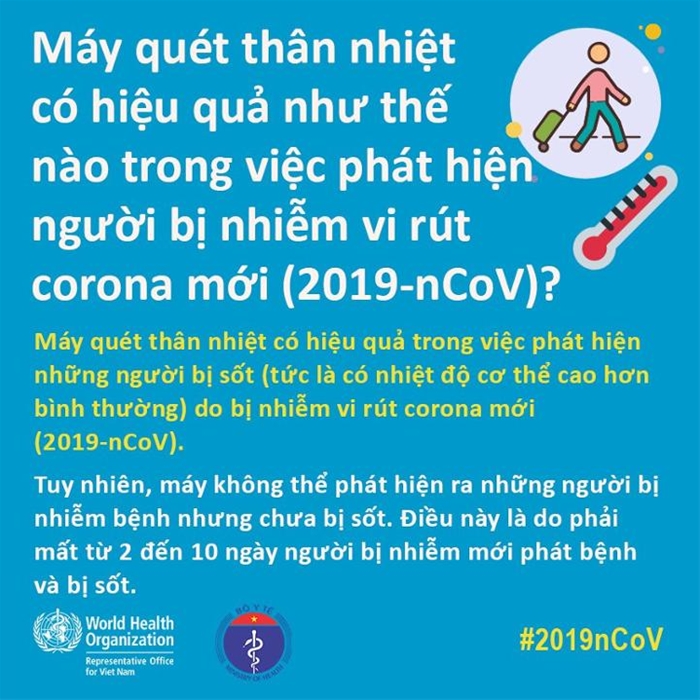 Máy quét thân nhiệt
có hiệu quả như thế
nào trong việc phát hiện
người bị nhiễm vi rút
corona mới (2019-nCoV)?
Máy quét thân nhiệt có hiệu quả trong việc phát hiện
những người bị sốt (tức là có nhiệt độ cơ thể cao hơn
bình thường) do bị nhiễm vi rút corona mới
(2019-nCoV).
Tuy nhiên, máy không thể phát hiện ra những người bị
nhiễm bệnh nhưng chưa bị sốt. Điều này là do phải
mất từ 2 đến 10 ngày người bị nhiễm mới phát bệnh
và bị sốt.
World Health
Organization
Representative Office
for Viet Nam
BỘ Y TẾ
MINISTRY OF HEALTH
#2019nCoV